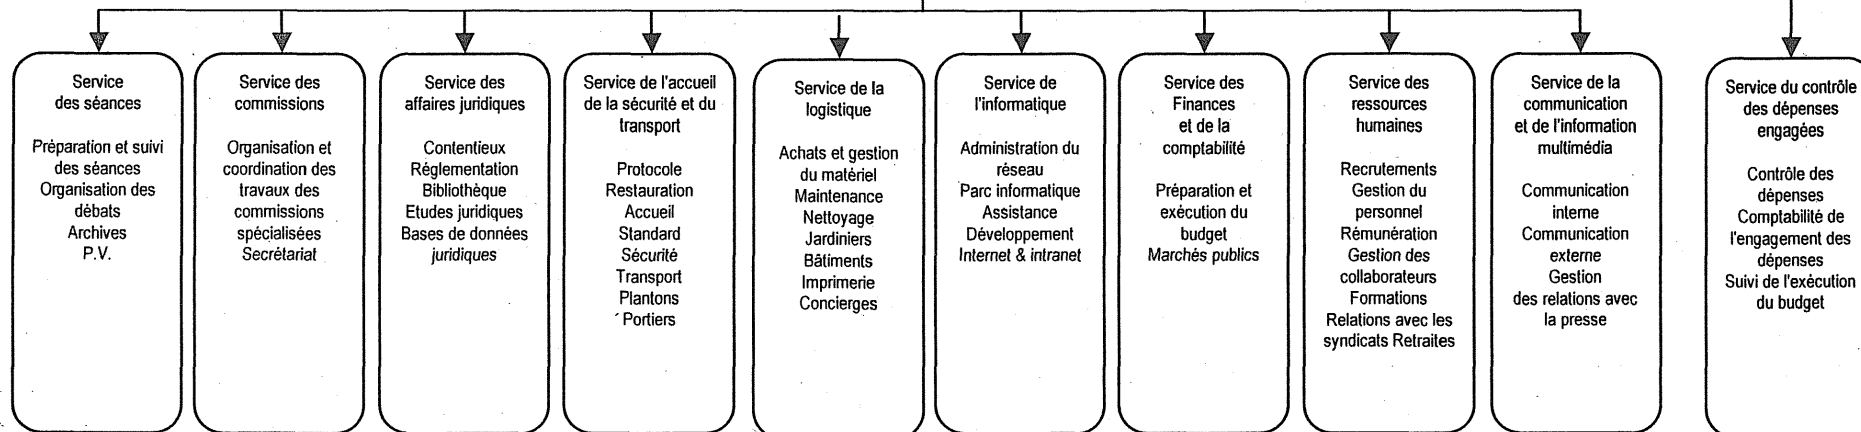 Service
des séances
Préparation et suivi
des séances
Organisation des
débats
Archives
P.V.
Service des
commissions
Organisation et
coordination des
travaux des
commissions
spécialisées
Secrétariat
Service des
affaires juridiques
Contentieux
Réglementation
Bibliothèque
Etudes juridiques
Bases de données
juridiques
Service de l'accueil
de la sécurité et du
transport
Protocole
Restauration
Accueil
Standard
Sécurité
Transport
Plantons
Portiers
Service de la
logistique
Achats et gestion
du matériel
Maintenance
Nettoyage
Jardiniers
Bâtiments
Imprimerie
Concierges
Service de
l'informatique
Administration du
réseau
Parc informatique
Assistance
Développement
Internet & intranet
Service des
Finances
et de la
comptabilité
Préparation et
exécution du
budget
Marchés publics
Service des
ressources
humaines
Recrutements
Gestion du
personnel
Rémunération
Gestion des
collaborateurs
Formations
Relations avec les
syndicats Retraites
Service de la
communication
et de l'information
multimédia
Communication
interne
Communication
externe
Gestion
des relations avec
la presse
Service du contrôle
des dépenses
engagées
Contrôle des
dépenses
Comptabilité de
l'engagement des
dépenses
Suivi de l'exécution
du budget